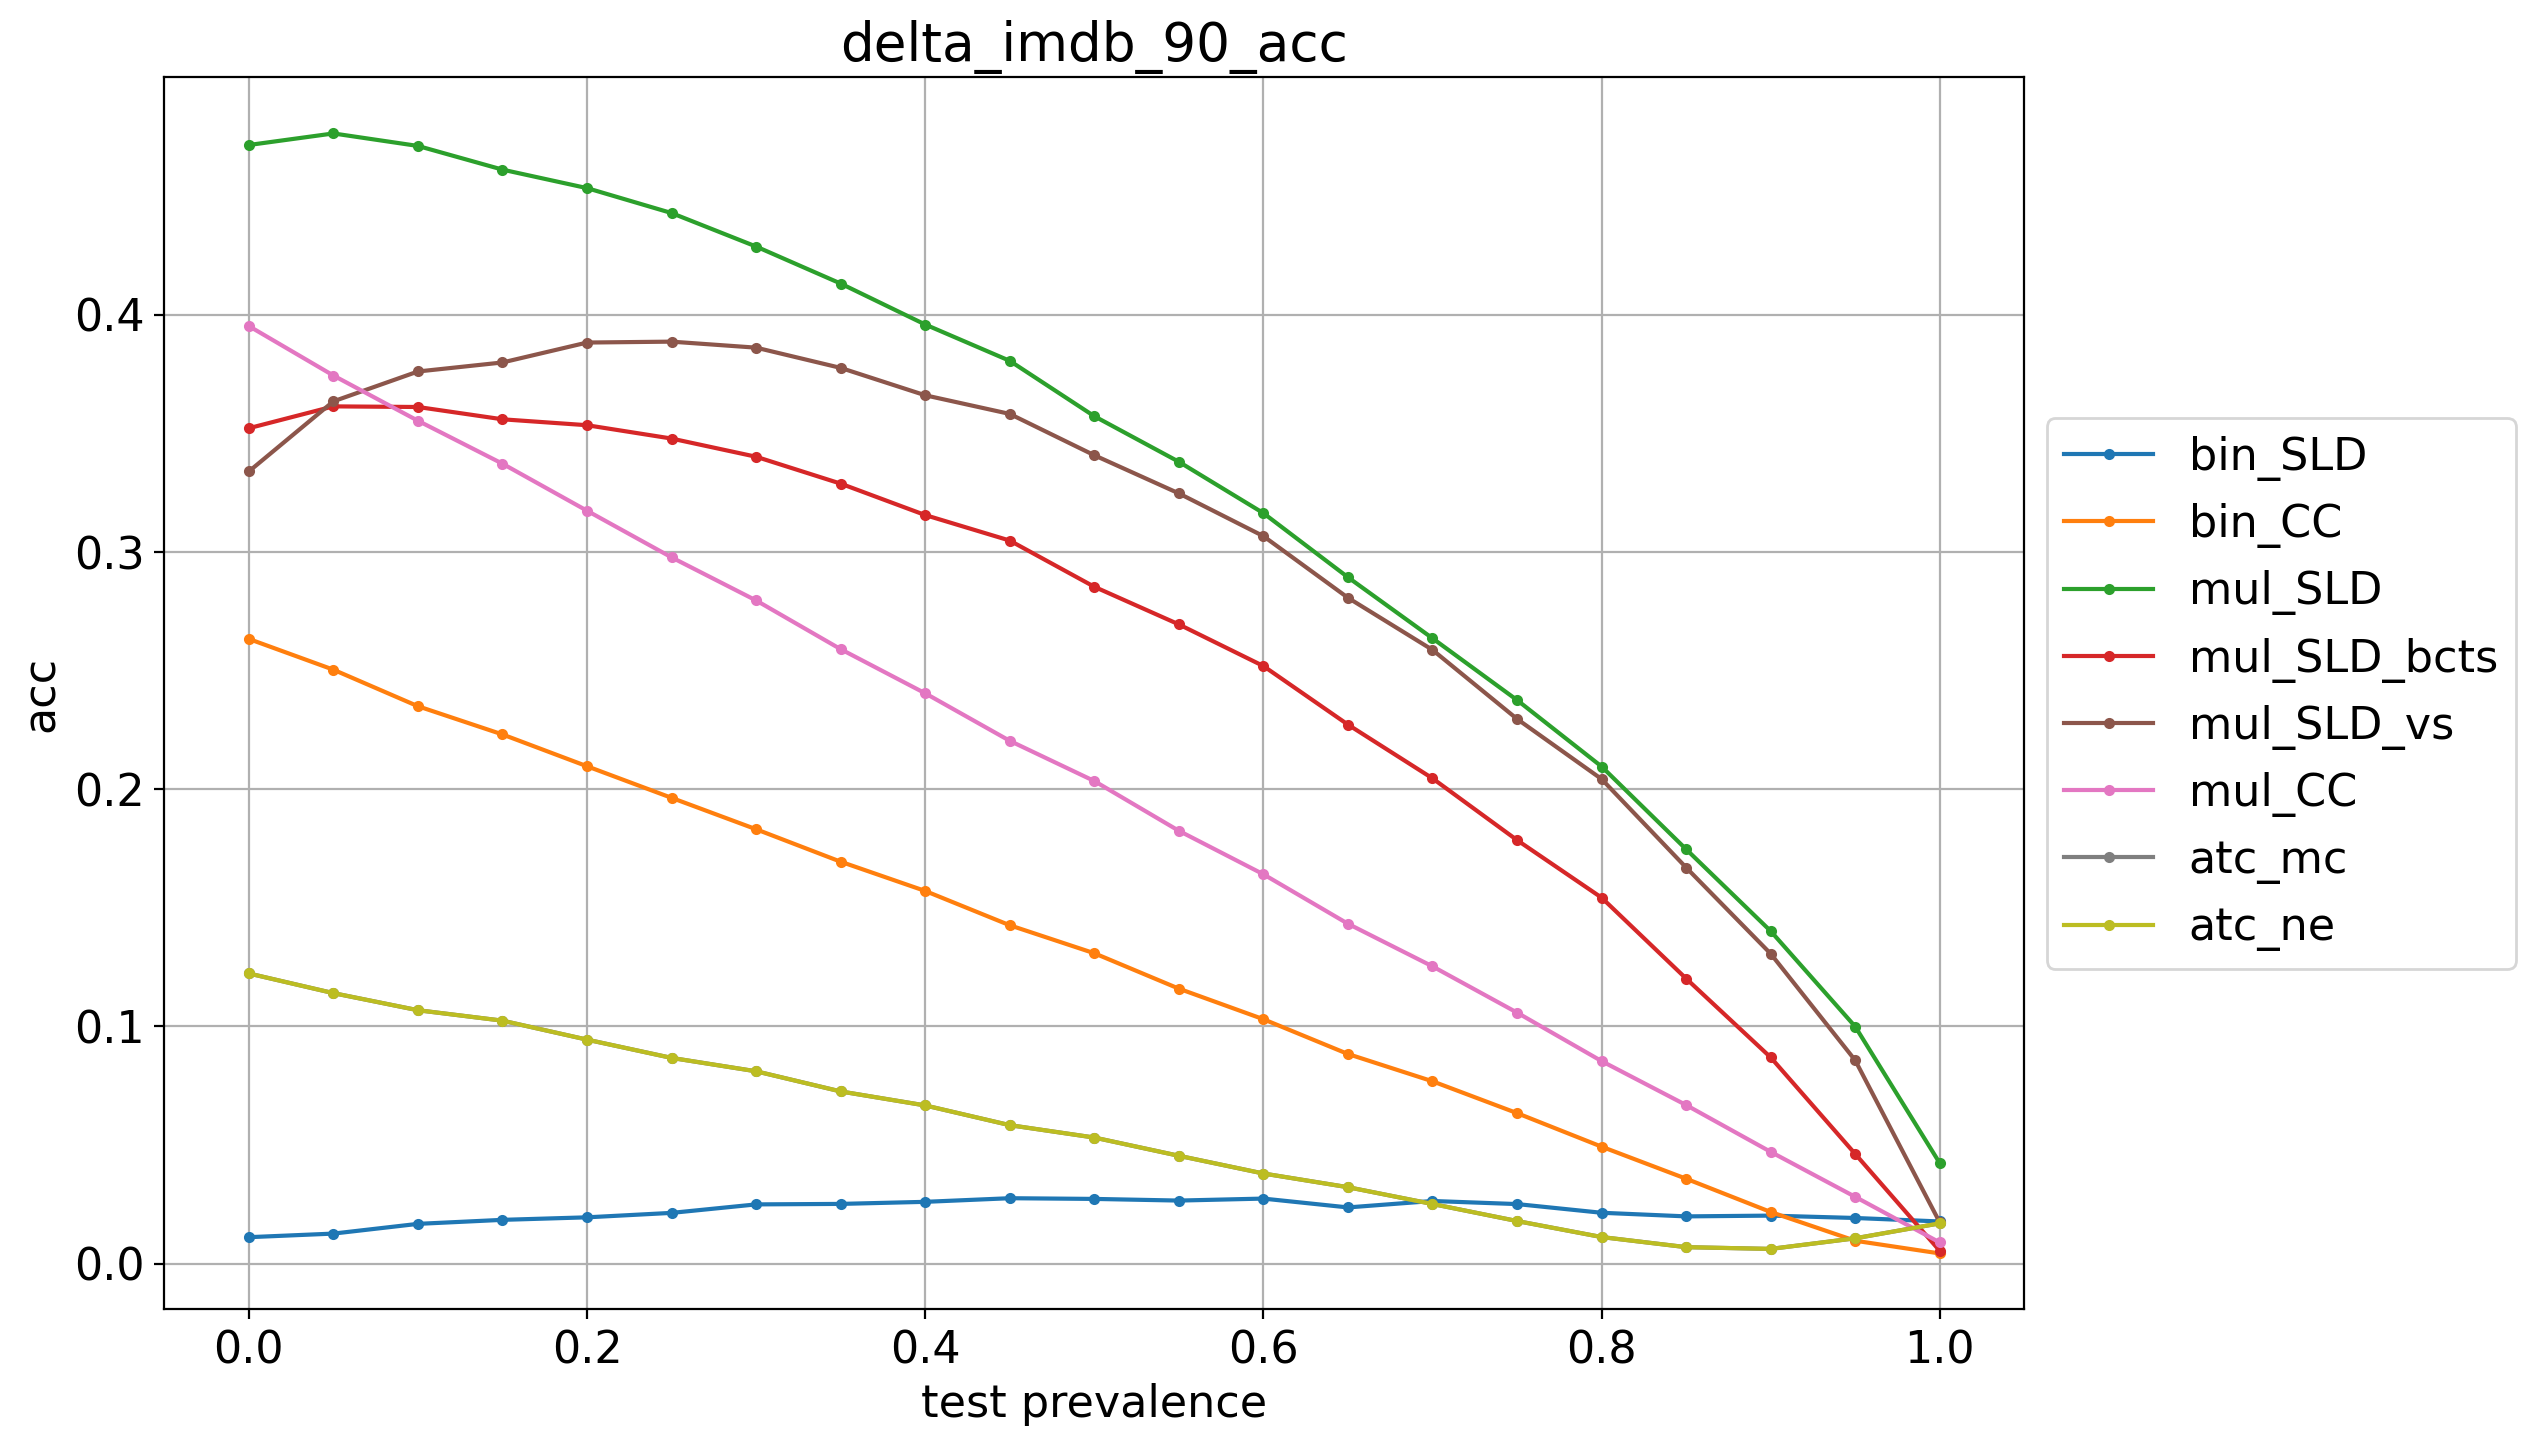 delta_imdb_90_acc
acc
0.4
0.3
0.2
0.1
0.0
0.0 0.2 0.4 0.6 0.8 1.0
test prevalence
bin_SLD
bin_CC
mul_SLD
mul_SLD_bcts
mul_SLD_vs
mul_CC
atc_mc
atc_ne